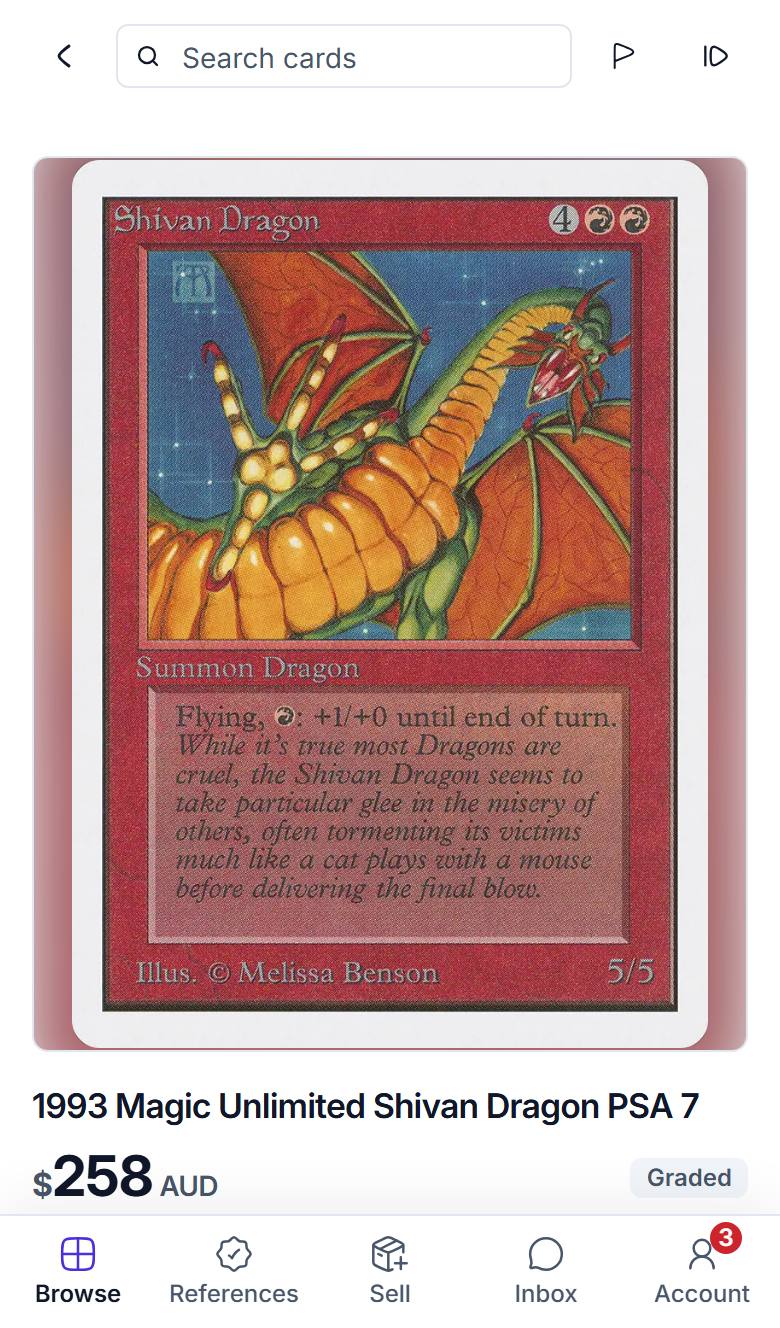 Search cards
Shivan Dragon
4
Summon Dragon
Flying, : +1/+0 until end of turn.
While it's true most Dragons are
cruel, the Shivan Dragon seems to
take particular glee in the misery of
others, often tormenting its victims
much like a cat plays with a mouse
before delivering the final blow.
Illus. © Melissa Benson
5/5
1993 Magic Unlimited Shivan Dragon PSA 7
$258 AUD
Graded
3
Browse
References
Sell
Inbox
Account